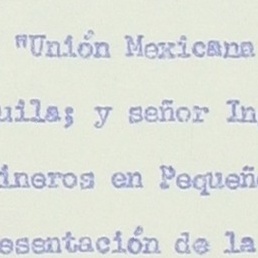 "Unión Mexicana
uila; y señor In
ineros en Pequeñ
esentación de la